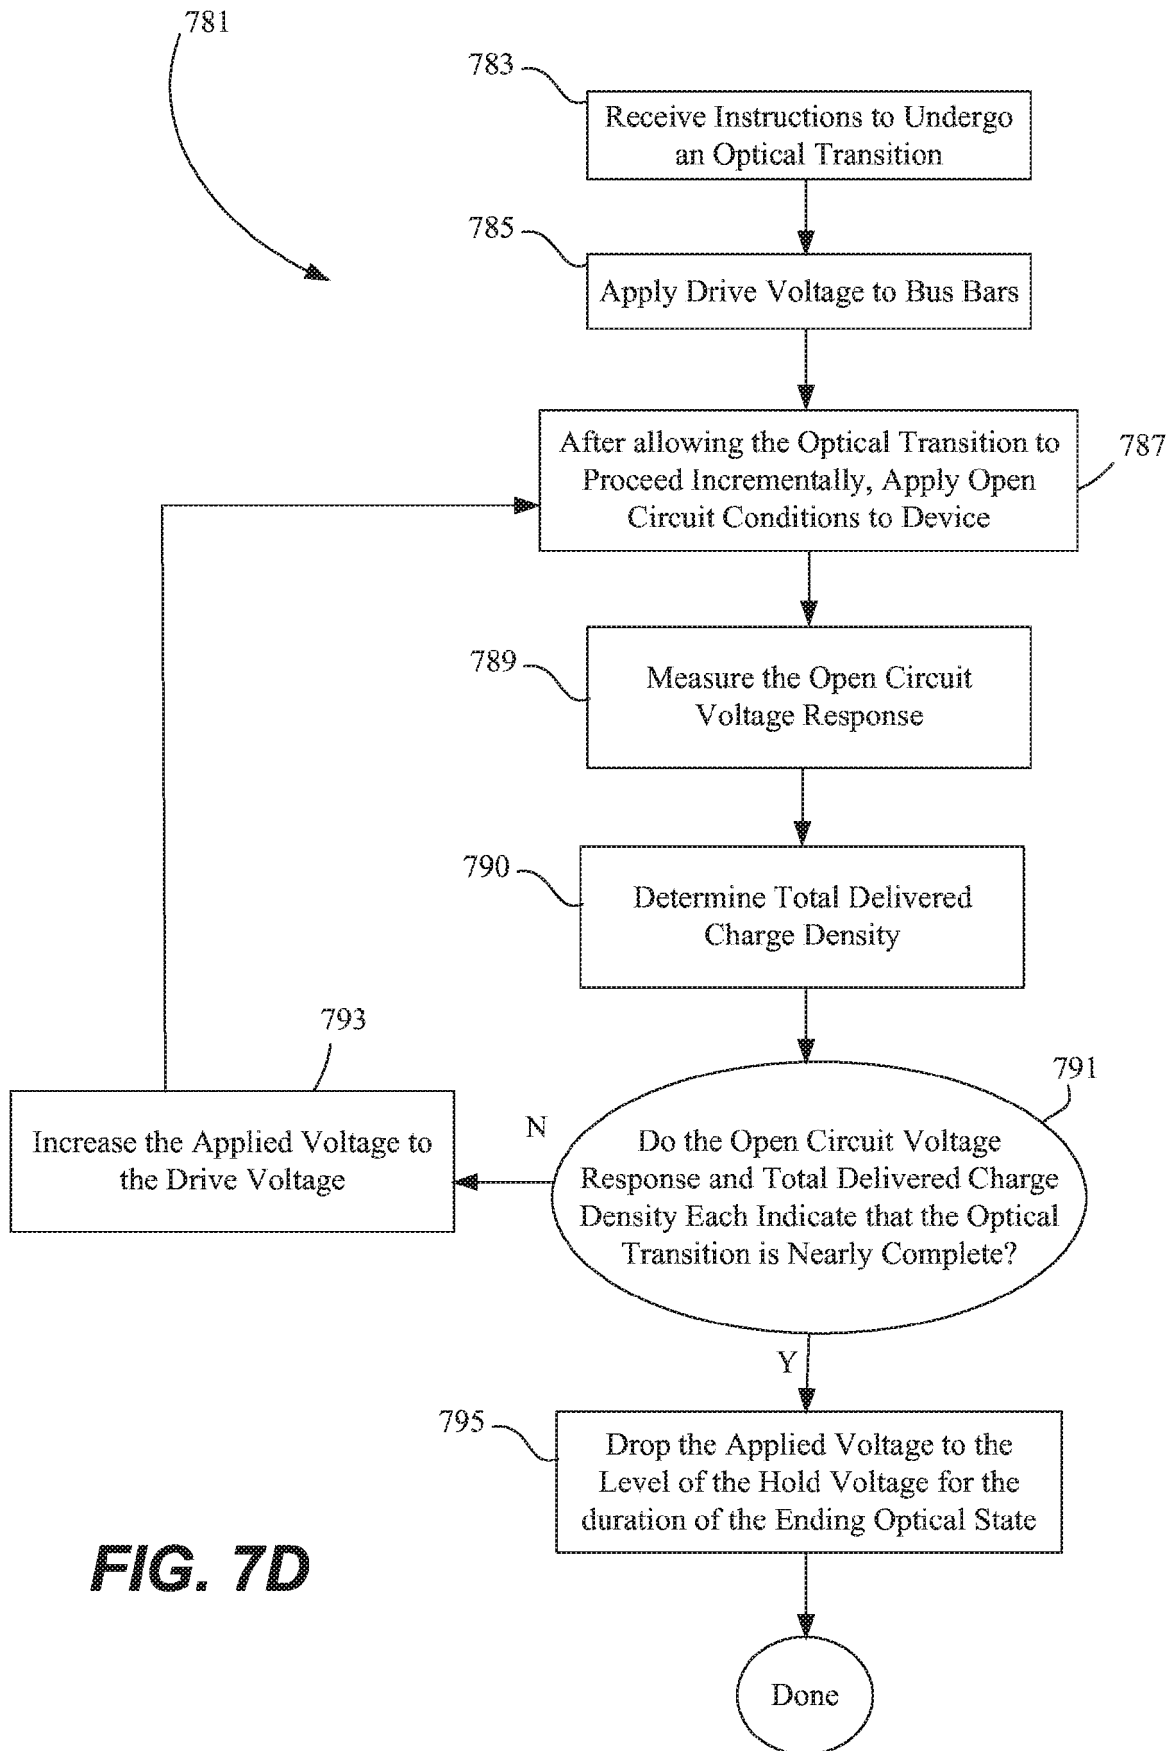 781
783
Receive Instructions to Undergo
an Optical Transition
785
Apply Drive Voltage to Bus Bars
After allowing the Optical Transition to
Proceed Incrementally, Apply Open
Circuit Conditions to Device
787
789
Measure the Open Circuit
Voltage Response
790
Determine Total Delivered
Charge Density
793
Increase the Applied Voltage to
the Drive Voltage
N
791
Do the Open Circuit Voltage
Response and Total Delivered Charge
Density Each Indicate that the Optical
Transition is Nearly Complete?
Y
795
Drop the Applied Voltage to the
Level of the Hold Voltage for the
duration of the Ending Optical State
FIG. 7D
Done